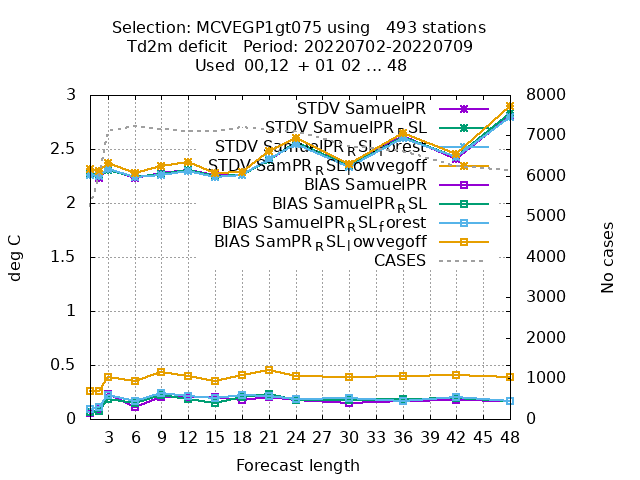 Selection: MCVEGP1gt075 using   493 stations
Td2m deficit   Period: 20220702-20220709
Used  00,12  + 01 02 ... 48
deg C
No cases
3
2.5
2
1.5
1
0.5
0
8000
7000
6000
5000
4000
3000
2000
1000
0
STDV SamuelPR
STDV SamuelPR_RSL
STDV SamuelPR_RSL_forest
STDV SamPR_RSL_lowvegoff
BIAS SamuelPR
BIAS SamuelPR_RSL
BIAS SamuelPR_RSL_forest
BIAS SamPR_RSL_lowvegoff
CASES
3 6 9 12 15 18 21 24 27 30 33 36 39 42 45 48
Forecast length